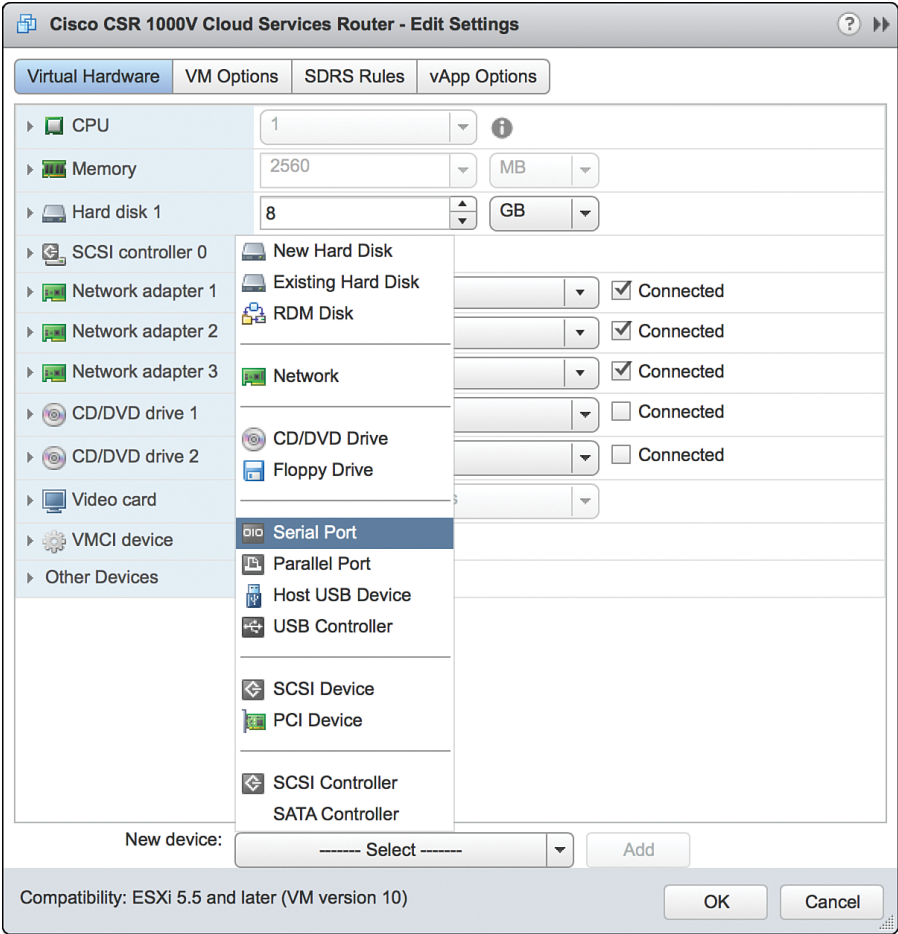 Cisco CSR 1000V Cloud Services Router - Edit Settings ?
Virtual Hardware VM Options SDRS Rules vApp Options
CPU 1
Memory 2560 MB
Hard disk 1 8 GB
SCSI controller 0
Network adapter 1 Connected
Network adapter 2 Connected
Network adapter 3 Connected
CD/DVD drive 1 Connected
CD/DVD drive 2 Connected
Video card s
VMCI device
Other Devices
New Hard Disk
Existing Hard Disk
RDM Disk
Network
CD/DVD Drive
Floppy Drive
Serial Port
Parallel Port
Host USB Device
USB Controller
SCSI Device
PCI Device
SCSI Controller
SATA Controller
New device: ------- Select ------- Add
Compatibility: ESXi 5.5 and later (VM version 10) OK Cancel